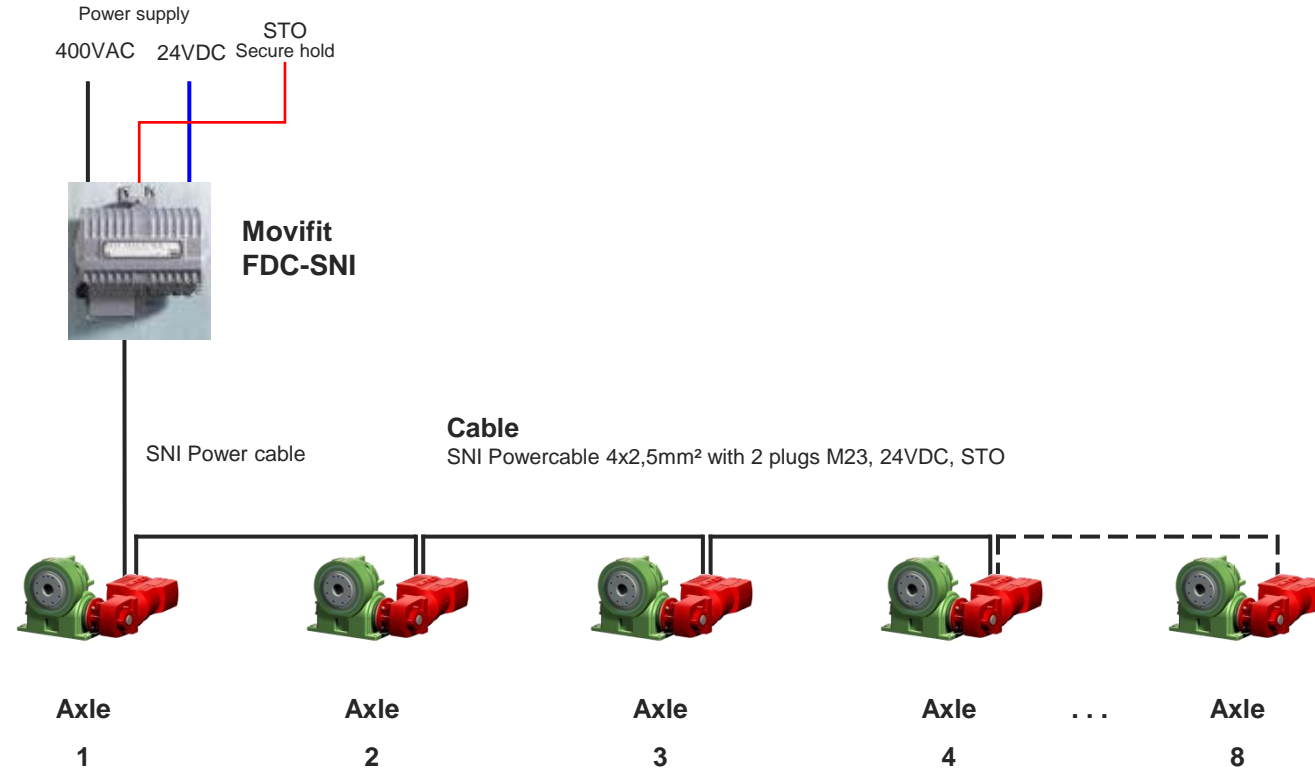 Power supply
400VAC
24VDC
STO
Secure hold
Movifit
FDC-SNI
SNI Power cable
Cable
SNI Powercable 4x2,5mm² with 2 plugs M23, 24VDC, STO
Axle
1
Axle
2
Axle
3
Axle
4
. . .
Axle
8